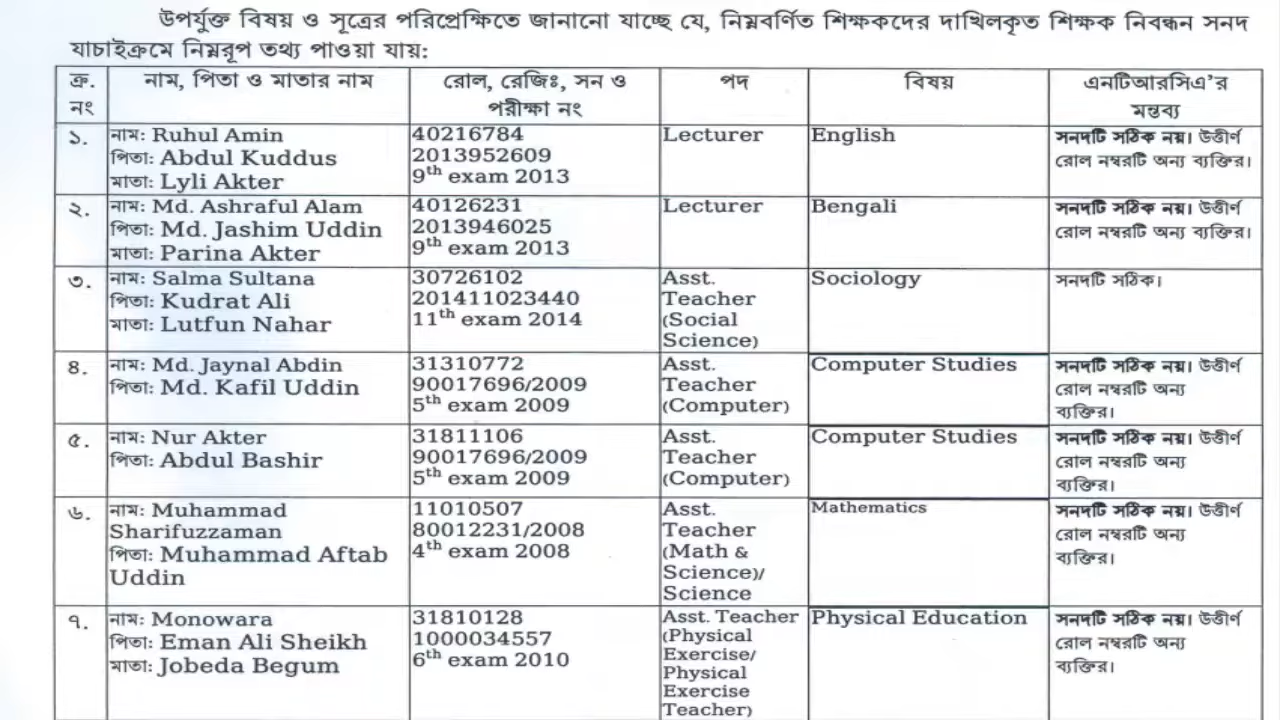 উপর্যুক্ত বিষয় ও সূত্রের পরিপ্রেক্ষিতে জানানো যাচ্ছে যে, নিম্নবর্ণিত শিক্ষকদের দাখিলকৃত শিক্ষক নিবন্ধন সনদ
যাচাইক্রমে নিম্নরূপ তথ্য পাওয়া যায়:
ক্র. নং
নাম, পিতা ও মাতার নাম
রোল, রেজিঃ, সন ও
পরীক্ষা নং
পদ
বিষয়
এনটিআরসিএ'র
মন্তব্য
১.
নাম: Ruhul Amin
পিতা: Abdul Kuddus
মাতা: Lyli Akter
40216784
2013952609
9th exam 2013
Lecturer
English
সনদটি সঠিক নয়। উত্তীর্ণ
রোল নম্বরটি অন্য ব্যক্তির।
২.
নাম: Md. Ashraful Alam
পিতা: Md. Jashim Uddin
মাতা: Parina Akter
40126231
2013946025
9th exam 2013
Lecturer
Bengali
সনদটি সঠিক নয়। উত্তীর্ণ
রোল নম্বরটি অন্য ব্যক্তির।
৩.
নাম: Salma Sultana
পিতা: Kudrat Ali
মাতা: Lutfun Nahar
30726102
201411023440
11th exam 2014
Asst.
Teacher
(Social
Science)
Sociology
সনদটি সঠিক।
৪.
নাম: Md. Jaynal Abdin
পিতা: Md. Kafil Uddin
31310772
90017696/2009
5th exam 2009
Asst.
Teacher
(Computer)
Computer Studies
সনদটি সঠিক নয়। উত্তীর্ণ
রোল নম্বরটি অন্য
ব্যক্তির।
৫.
নাম: Nur Akter
পিতা: Abdul Bashir
31811106
90017696/2009
5th exam 2009
Asst.
Teacher
(Computer)
Computer Studies
সনদটি সঠিক নয়। উত্তীর্ণ
রোল নম্বরটি অন্য
ব্যক্তির।
৬.
নাম: Muhammad
Sharifuzzaman
পিতা: Muhammad Aftab
Uddin
11010507
80012231/2008
4th exam 2008
Asst.
Teacher
(Math &
Science)/
Science
Mathematics
সনদটি সঠিক নয়। উত্তীর্ণ
রোল নম্বরটি অন্য
ব্যক্তির।
৭.
নাম: Monowara
পিতা: Eman Ali Sheikh
মাতা: Jobeda Begum
31810128
1000034557
6th exam 2010
Asst. Teacher
(Physical
Exercise/
Physical
Exercise
Teacher)
Physical Education
সনদটি সঠিক নয়। উত্তীর্ণ
রোল নম্বরটি অন্য
ব্যক্তির।